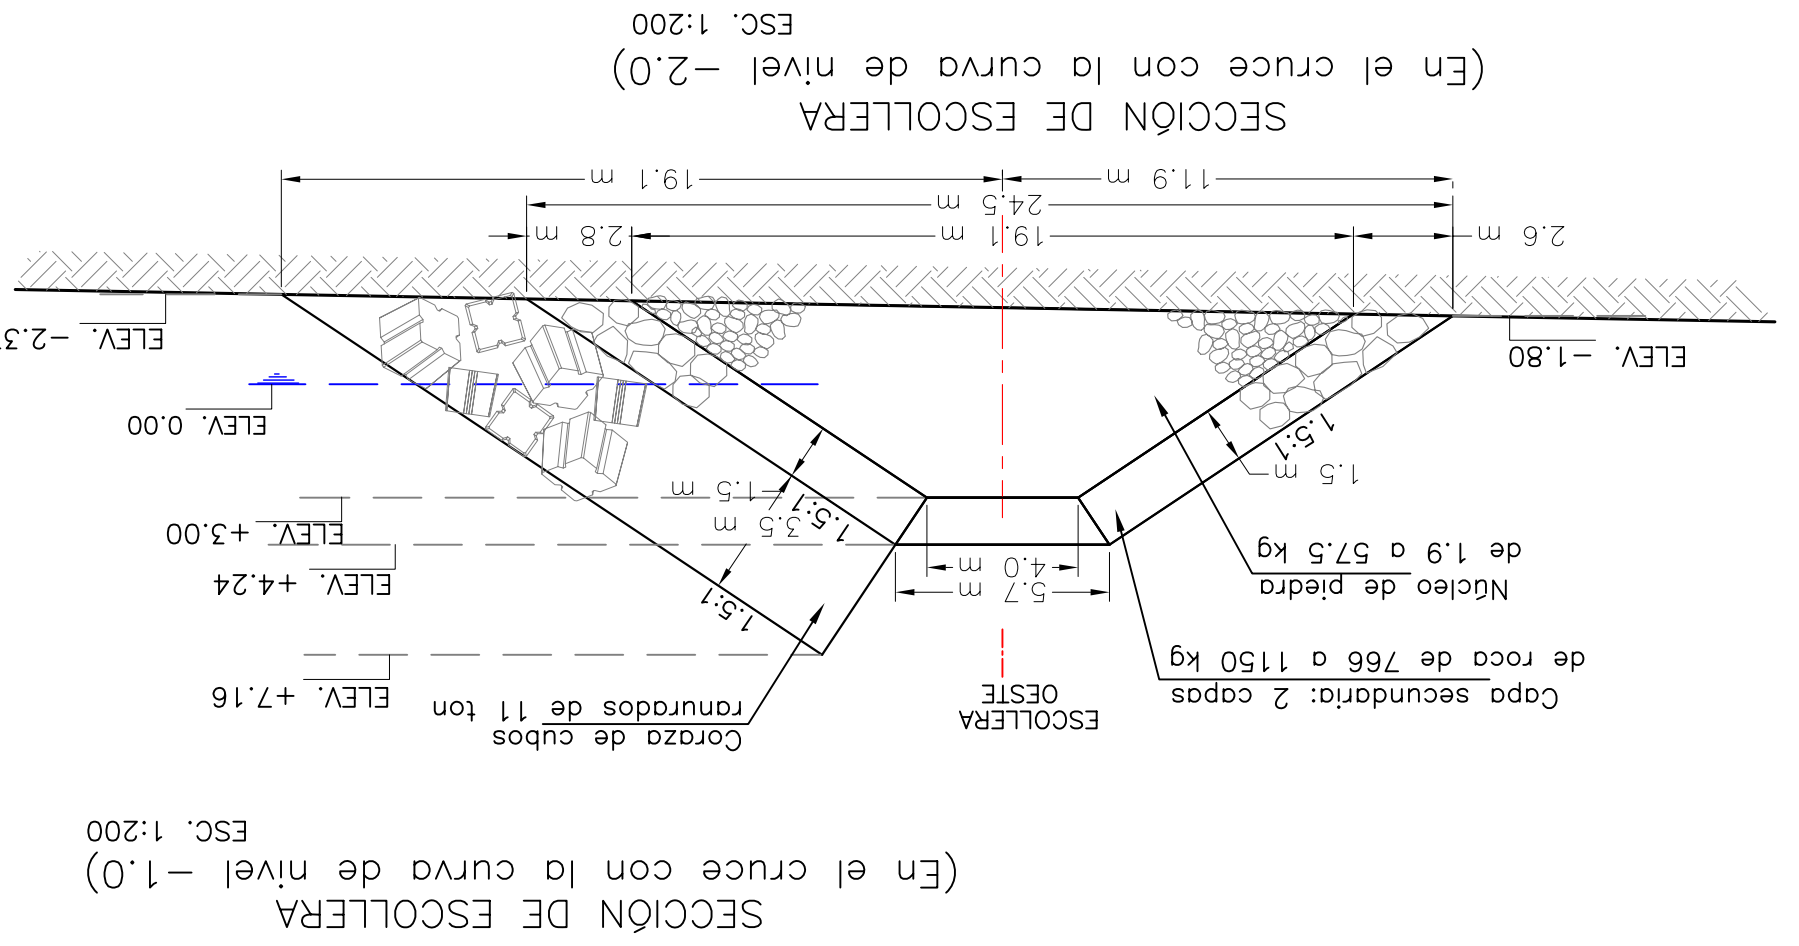 SECCIÓN DE ESCOLLERA
(En el cruce con la curva de nivel −1.0)
ESC. 1:200
ESCOLLERA
OESTE
Coraza de cubos
ranurados de 11 ton
Capa secundaria: 2 capas
de roca de 766 a 1150 kg
ELEV. +7.16
Núcleo de piedra
de 1.9 a 57.5 kg
5.7 m
4.0 m
1.5:1
ELEV. +4.24
ELEV. +3.00
3.5 m
1.5:1
1.5 m
1.5 m
1.5:1
ELEV. 0.00
ELEV. −1.80
ELEV. −2.3
2.6 m
19.1 m
2.8 m
24.5 m
11.9 m
19.1 m
SECCIÓN DE ESCOLLERA
(En el cruce con la curva de nivel −2.0)
ESC. 1:200